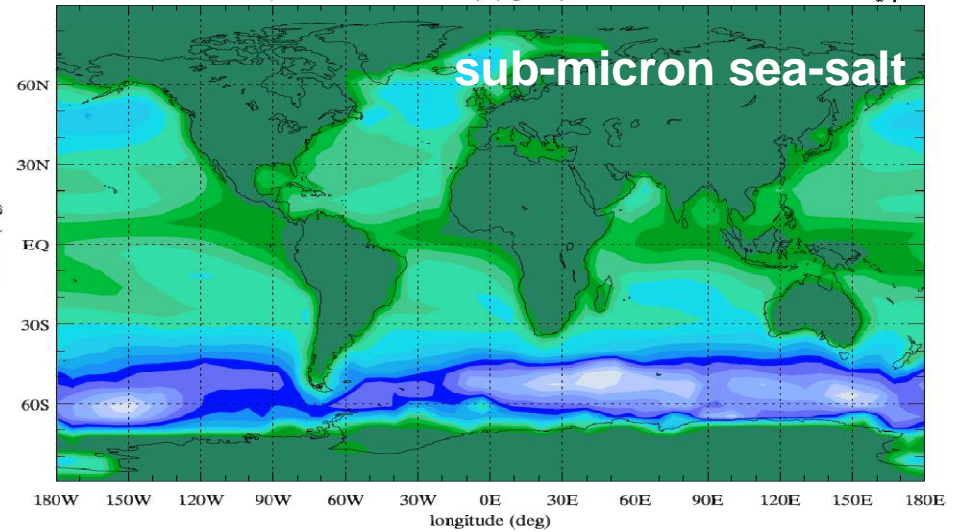 sub-micron sea-salt
60N
30N
EQ
30S
60S
180W 150W 120W 90W 60W 30W 0E 30E 60E 90E 120E 150E 180E
longitude (deg)